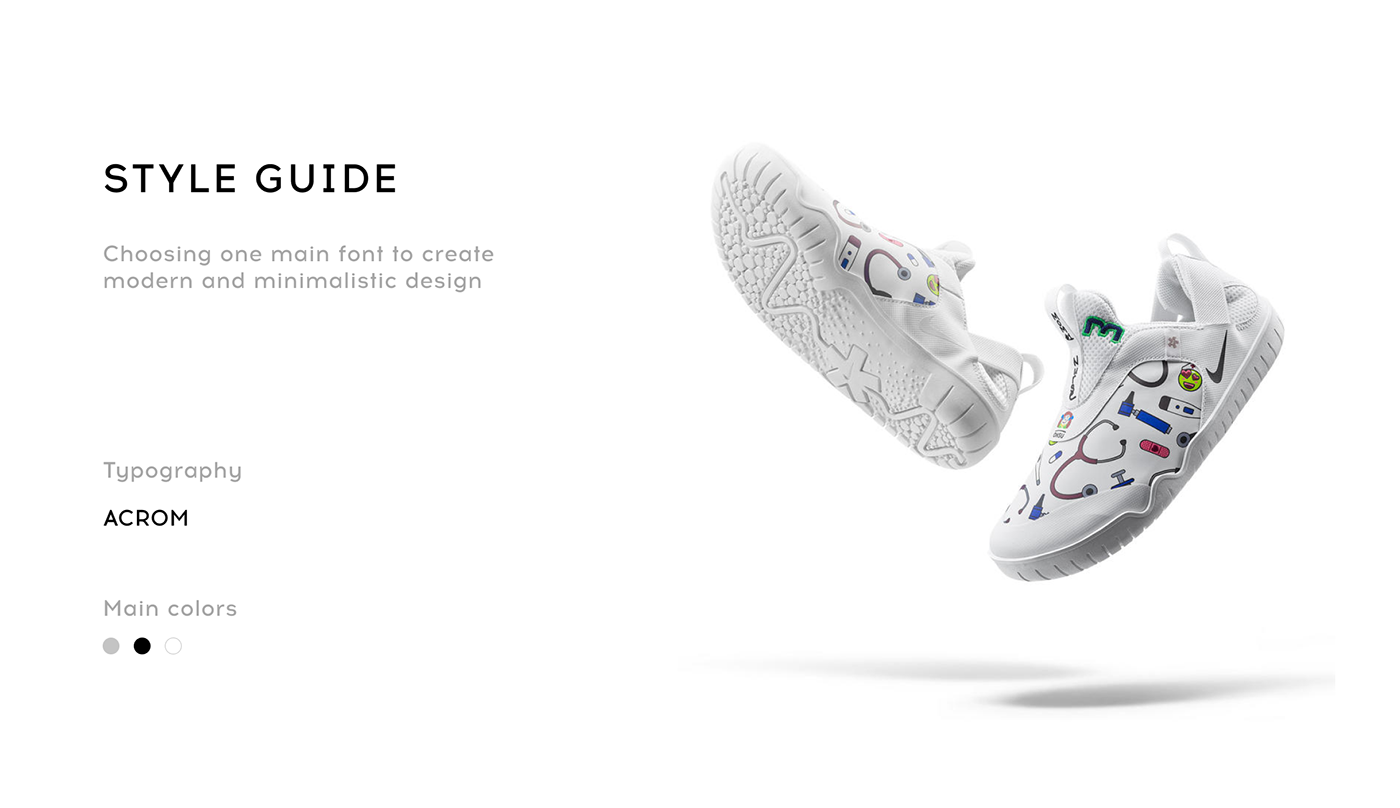 STYLE GUIDE
Choosing one main font to create
modern and minimalistic design
Typography
ACROM
Main colors